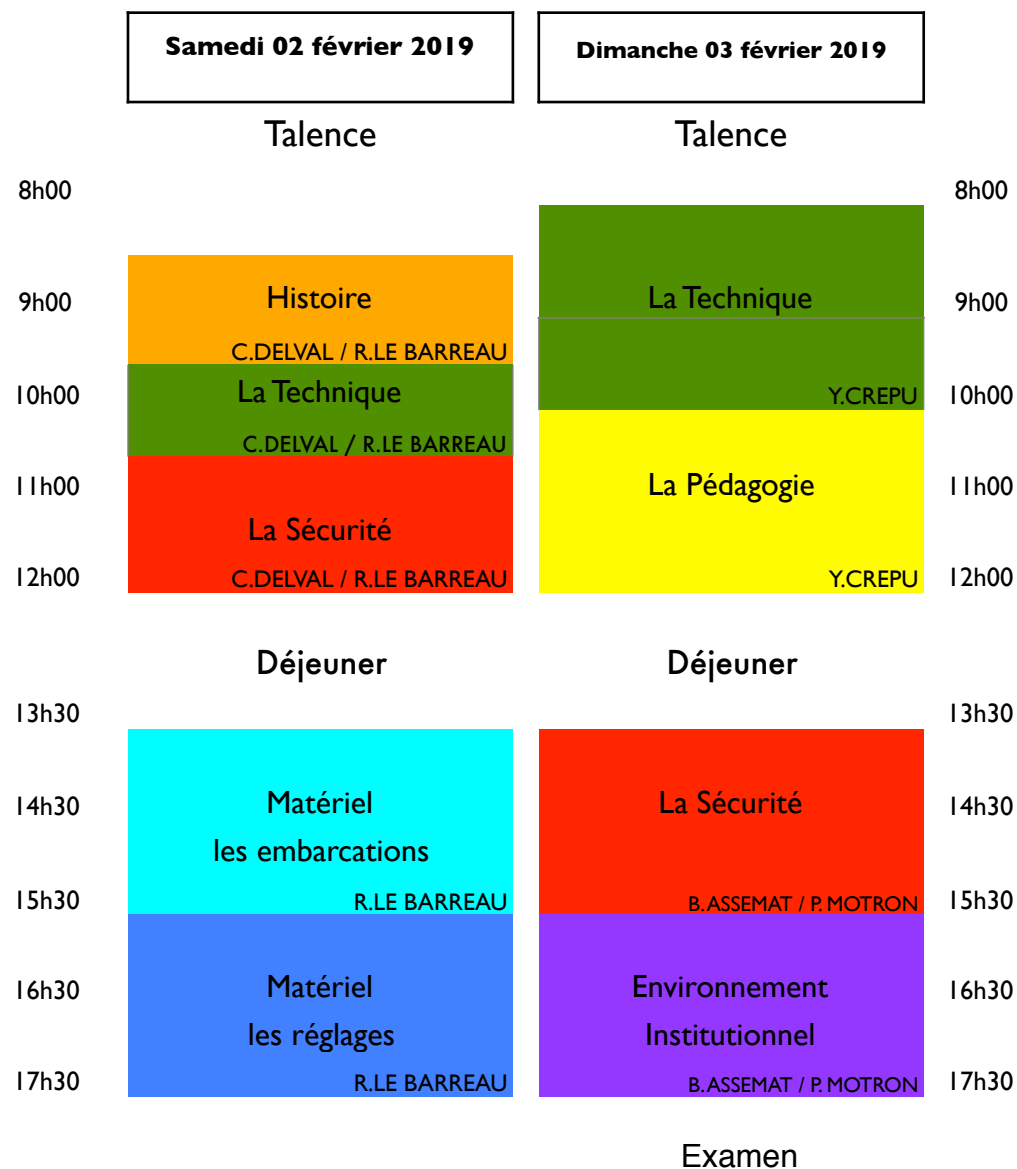 Samedi 02 février 2019
Dimanche 03 février 2019
Talence
Talence
8h00
8h00
Histoire
La Technique
9h00
9h00
C.DELVAL / R.LE BARREAU
La Technique
10h00
Y.CREPU
10h00
C.DELVAL / R.LE BARREAU
11h00
La Pédagogie
11h00
La Sécurité
12h00
C.DELVAL / R.LE BARREAU
Y.CREPU
12h00
Déjeuner
Déjeuner
13h30
13h30
14h30
Matériel
les embarcations
La Sécurité
14h30
15h30
R.LE BARREAU
B.ASSEMAT / P. MOTRON
15h30
16h30
Matériel
les réglages
Environnement
Institutionnel
16h30
17h30
R.LE BARREAU
B.ASSEMAT / P. MOTRON
17h30
Examen